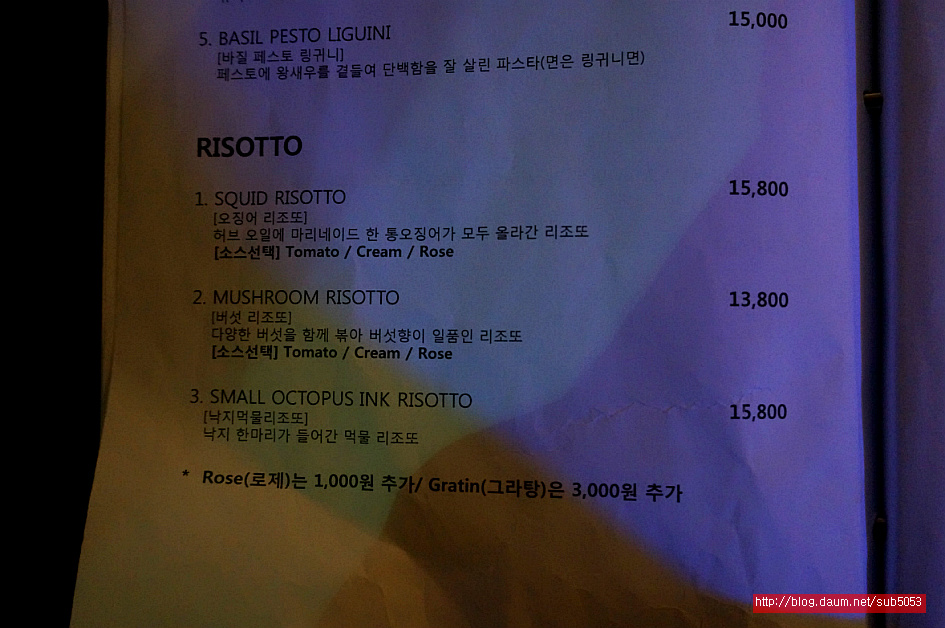 5. BASIL PESTO LIGUINI 15,000
[바질 페스토 링귀니]
페스토에 왕새우를 곁들여 단백함을 잘 살린 파스타(면은 링귀니면)
RISOTTO
1. SQUID RISOTTO 15,800
[오징어 리조또]
허브 오일에 마리네이드 한 통오징어가 모두 올라간 리조또
[소스선택] Tomato / Cream / Rose
2. MUSHROOM RISOTTO 13,800
[버섯 리조또]
다양한 버섯을 함께 볶아 버섯향이 일품인 리조또
[소스선택] Tomato / Cream / Rose
3. SMALL OCTOPUS INK RISOTTO 15,800
[낙지먹물리조또]
낙지 한마리가 들어간 먹물 리조또
* Rose(로제)는 1,000원 추가/ Gratin(그라탕)은 3,000원 추가
http://blog.daum.net/sub5053